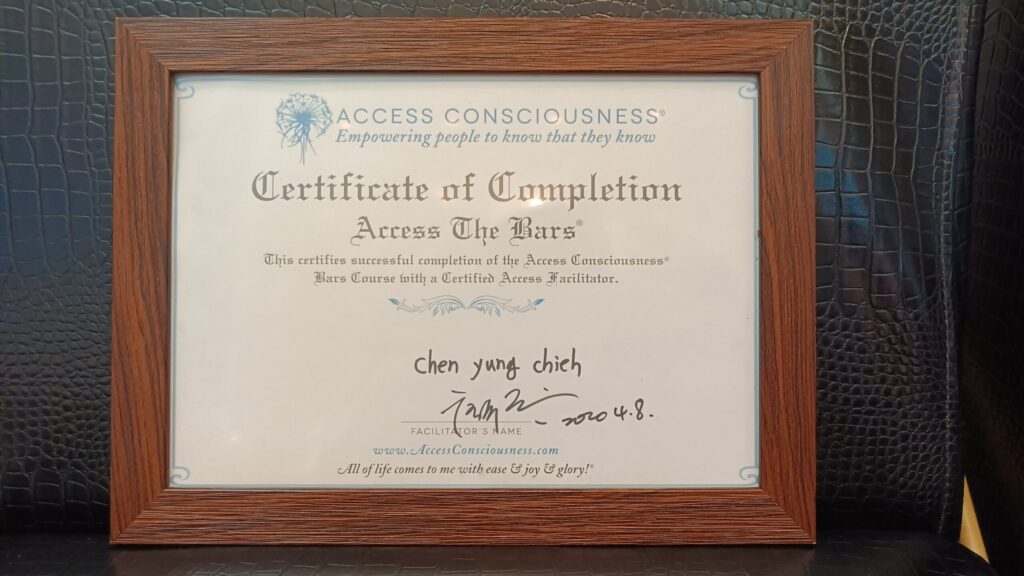 ACCESS CONSCIOUSNESS®
Empowering people to know that they know
Certificate of Completion
Access The Bars®
This certifies successful completion of the Access Consciousness®
Bars Course with a Certified Access Facilitator.
chen yung chieh
2020 4.8.
FACILITATOR'S NAME
www.AccessConsciousness.com
All of life comes to me with ease & joy & glory!®